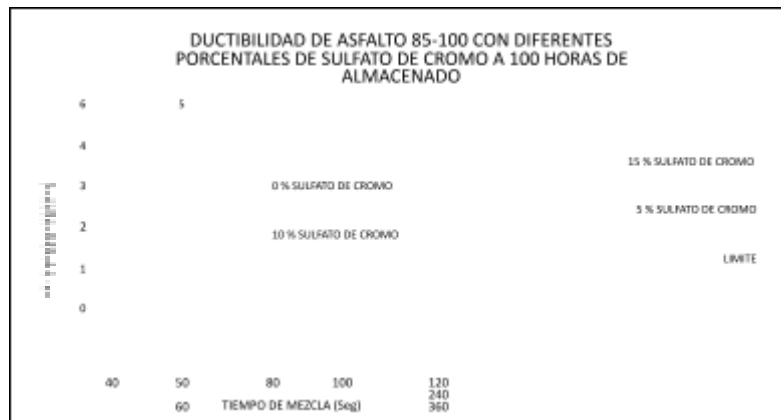 DUCTIBILIDAD DE ASFALTO 85-100 CON DIFERENTES
PORCENTALES DE SULFATO DE CROMO A 100 HORAS DE
ALMACENADO
6 5
4
15 % SULFATO DE CROMO
3 0 % SULFATO DE CROMO
5 % SULFATO DE CROMO
2
10 % SULFATO DE CROMO
LIMITE
1
0
40 50 80 100 120
240
60 TIEMPO DE MEZCLA (Seg) 360